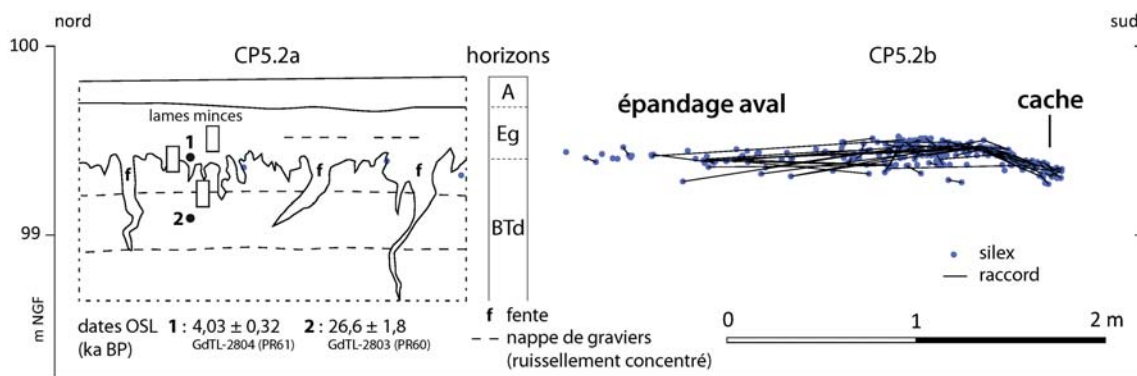 nord
sud
100
CP5.2a
horizons
CP5.2b
A
épandage aval
cache
lames minces
1
Eg
f
f
f
2
99
BTd
silex
raccord
m NGF
f fente
nappe de graviers
(ruissellement concentré)
dates OSL 1 : 4,03 ± 0,32 2 : 26,6 ± 1,8
(ka BP) GdTL-2804 (PR61) GdTL-2803 (PR60)
0 1 2 m